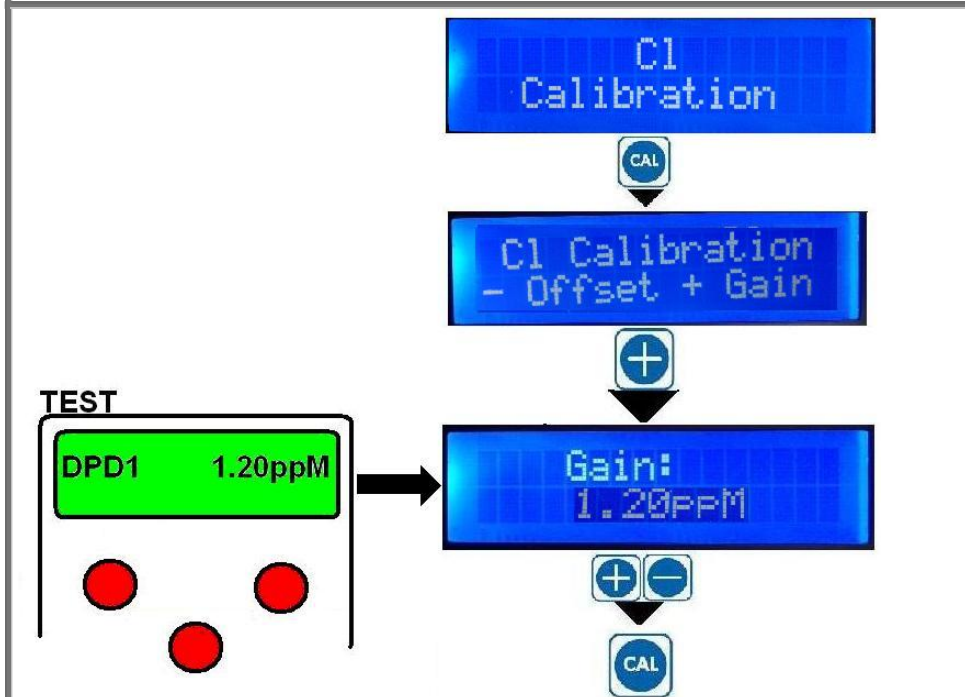 Cl
Calibration
CAL
Cl Calibration
- Offset + Gain
+
TEST
DPD1 1.20ppM
Gain:
1.20ppM
+ -
CAL